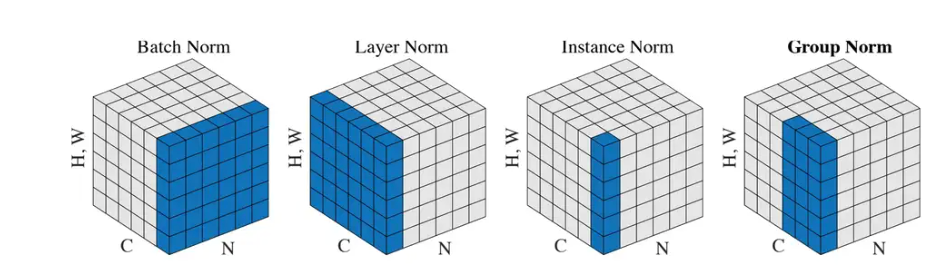 Batch Norm
Layer Norm
Instance Norm
Group Norm
H, W
C
N
H, W
C
N
H, W
C
N
H, W
C
N